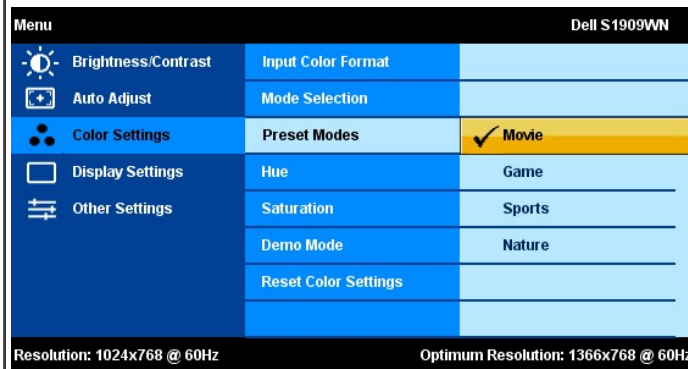 Menu Dell S1909WN
Brightness/Contrast Input Color Format
Auto Adjust Mode Selection
Color Settings Preset Modes Movie
Display Settings Hue Game
Other Settings Saturation Sports
Demo Mode Nature
Reset Color Settings
Resolution: 1024x768 @ 60Hz Optimum Resolution: 1366x768 @ 60Hz